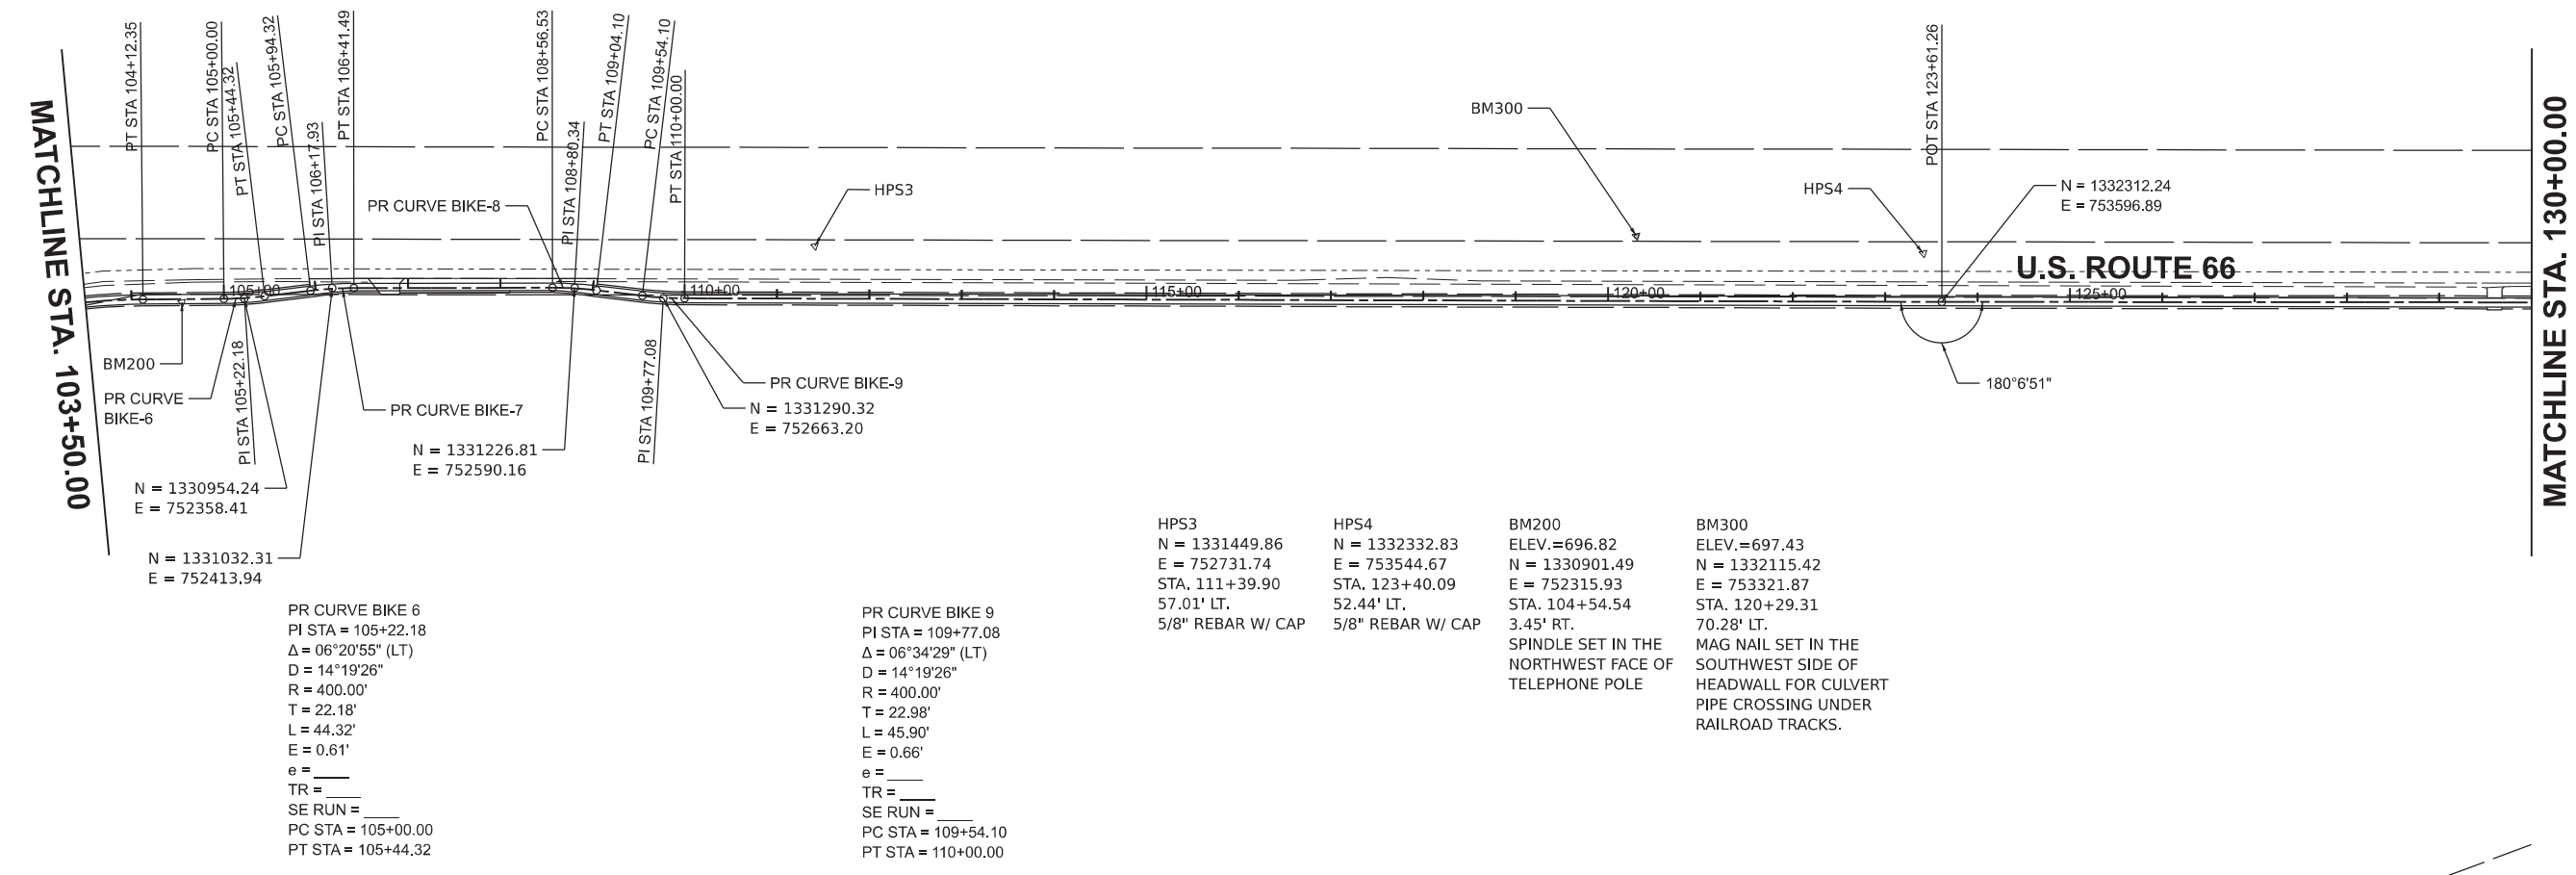 MATCHLINE STA. 103+50.00
PT STA 104+12.35
PC STA 105+00.00
PT STA 105+44.32
PC STA 105+94.32
PI STA 106+17.93
PT STA 106+41.49
PC STA 108+56.53
PI STA 108+80.34
PT STA 109+04.10
PC STA 109+54.10
PT STA 110+00.00
PR CURVE BIKE-8
HPS3
BM300
HPS4
POT STA 123+61.26
N = 1332312.24
E = 753596.89
U.S. ROUTE 66
MATCHLINE STA. 130+00.00
105+00
110+00
115+00
120+00
125+00
BM200
PR CURVE
BIKE-6
PI STA 105+22.18
PR CURVE BIKE-7
PI STA 109+77.08
PR CURVE BIKE-9
N = 1331290.32
E = 752663.20
180°6'51"
N = 1331226.81
E = 752590.16
N = 1330954.24
E = 752358.41
N = 1331032.31
E = 752413.94
PR CURVE BIKE 6
PI STA = 105+22.18
Δ = 06°20'55" (LT)
D = 14°19'26"
R = 400.00'
T = 22.18'
L = 44.32'
E = 0.61'
e = ____
TR = ____
SE RUN = ____
PC STA = 105+00.00
PT STA = 105+44.32
PR CURVE BIKE 9
PI STA = 109+77.08
Δ = 06°34'29" (LT)
D = 14°19'26"
R = 400.00'
T = 22.98'
L = 45.90'
E = 0.66'
e = ____
TR = ____
SE RUN = ____
PC STA = 109+54.10
PT STA = 110+00.00
HPS3
N = 1331449.86
E = 752731.74
STA. 111+39.90
57.01' LT.
5/8" REBAR W/ CAP
HPS4
N = 1332332.83
E = 753544.67
STA. 123+40.09
52.44' LT.
5/8" REBAR W/ CAP
BM200
ELEV.=696.82
N = 1330901.49
E = 752315.93
STA. 104+54.54
3.45' RT.
SPINDLE SET IN THE
NORTHWEST FACE OF
TELEPHONE POLE
BM300
ELEV.=697.43
N = 1332115.42
E = 753321.87
STA. 120+29.31
70.28' LT.
MAG NAIL SET IN THE
SOUTHWEST SIDE OF
HEADWALL FOR CULVERT
PIPE CROSSING UNDER
RAILROAD TRACKS.